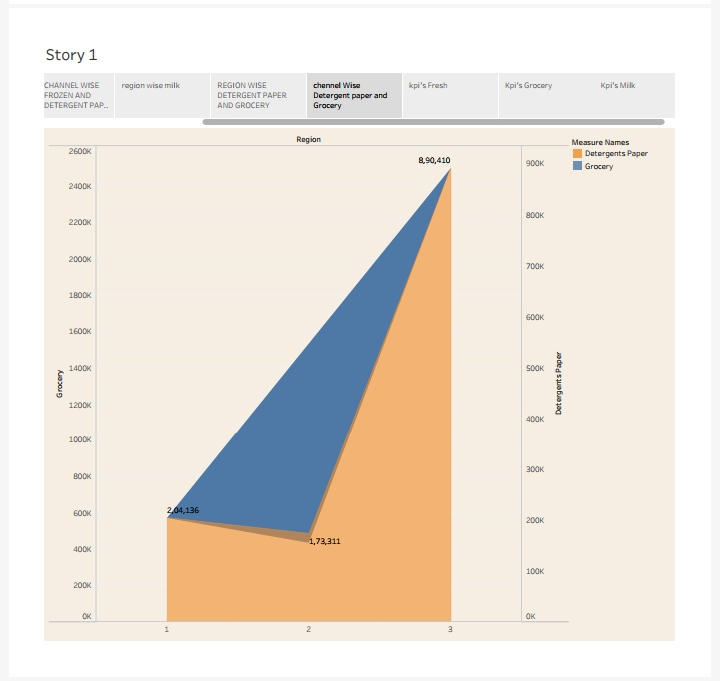 Story 1
CHANNEL WISE
FROZEN AND
DETERGENT PAP...
region wise milk
REGION WISE
DETERGENT PAPER
AND GROCERY
channel Wise
Detergent paper and
Grocery
kpi's Fresh
Kpi's Grocery
Kpi's Milk
Region
Measure Names
Detergents Paper
Grocery
2600K
2400K
2200K
2000K
1800K
1600K
1400K
1200K
1000K
800K
600K
400K
200K
0K
Grocery
8,90,410
2,04,136
1,73,311
900K
800K
700K
600K
500K
400K
300K
200K
100K
0K
Detergents Paper
1
2
3